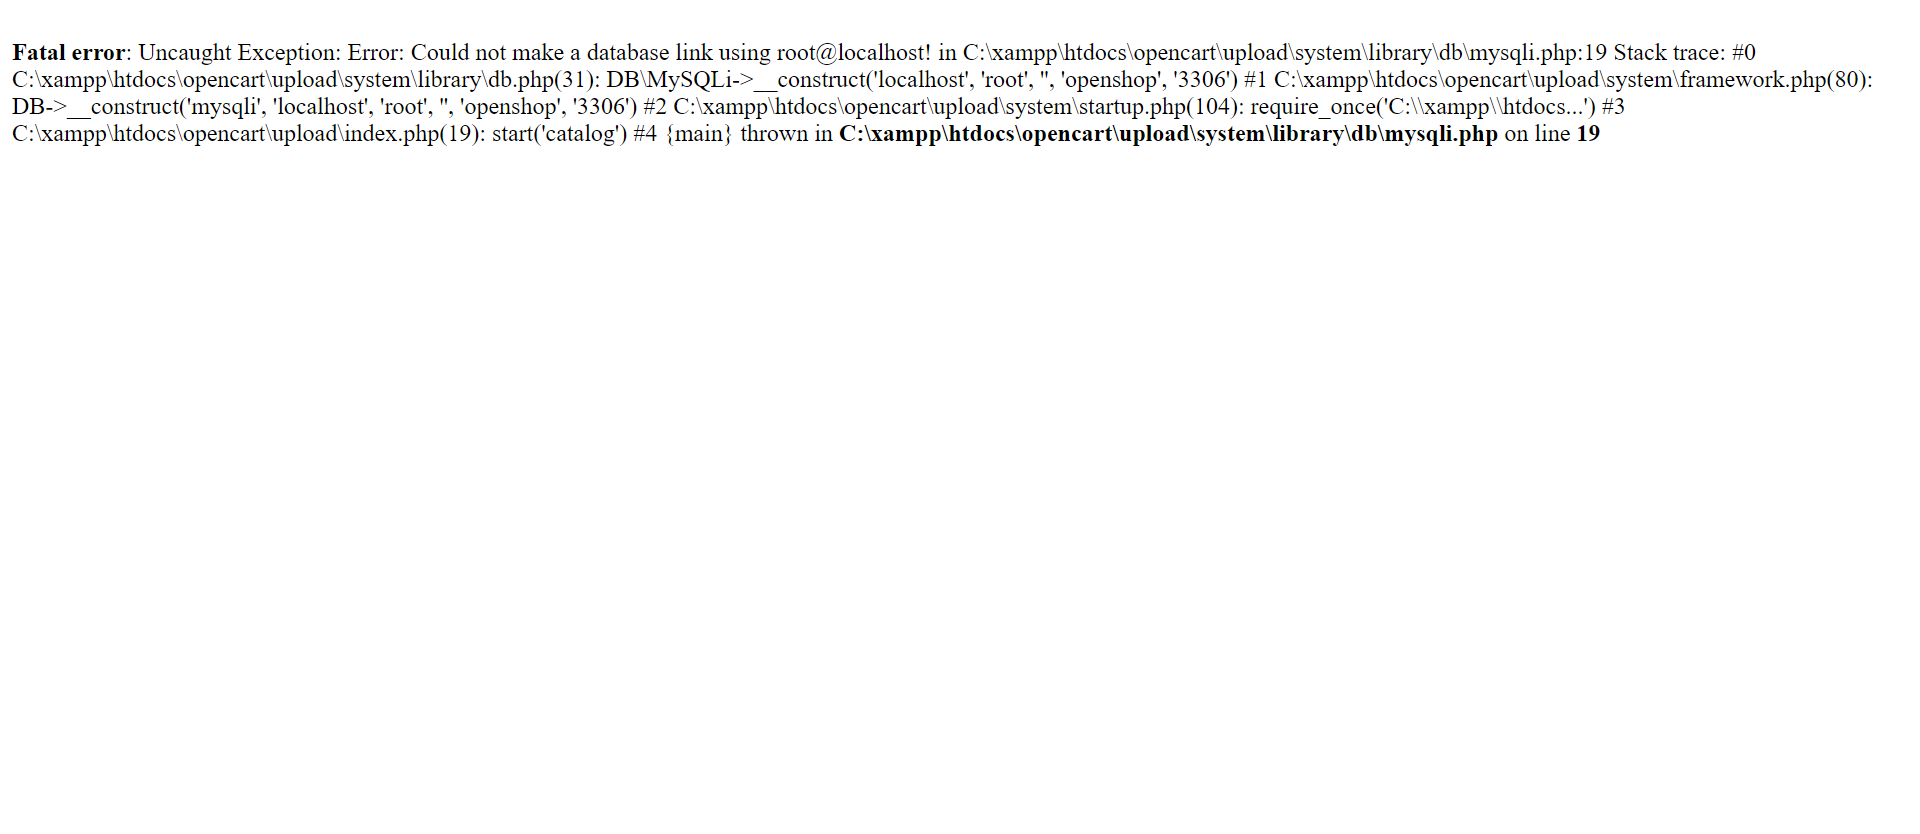 Fatal error: Uncaught Exception: Error: Could not make a database link using root@localhost! in C:\xampp\htdocs\opencart\upload\system\library\db\mysqli.php:19 Stack trace: #0
C:\xampp\htdocs\opencart\upload\system\library\db.php(31): DB\MySQLi->__construct('localhost', 'root', '', 'openshop', '3306') #1 C:\xampp\htdocs\opencart\upload\system\framework.php(80):
DB->__construct('mysqli', 'localhost', 'root', '', 'openshop', '3306') #2 C:\xampp\htdocs\opencart\upload\system\startup.php(104): require_once('C:\\xampp\\htdocs...') #3
C:\xampp\htdocs\opencart\upload\index.php(19): start('catalog') #4 {main} thrown in C:\xampp\htdocs\opencart\upload\system\library\db\mysqli.php on line 19